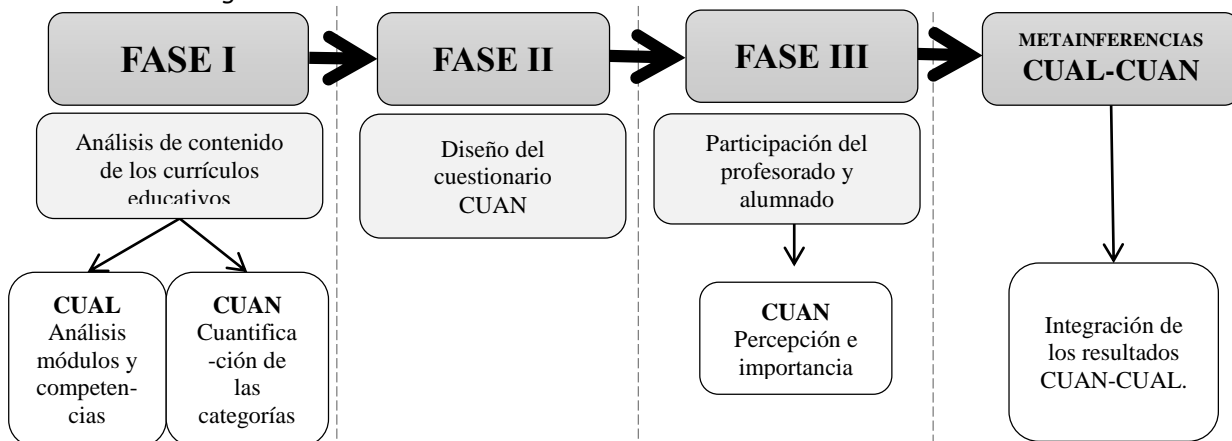 FASE I
FASE II
FASE III
METAINFERENCIAS
CUAL-CUAN
Análisis de contenido
de los currículos
educativos
Diseño del
cuestionario
CUAN
Participación del
profesorado y
alumnado
CUAL
Análisis
módulos y
competen-
cias
CUAN
Cuantifica
-ción de
las
categorías
CUAN
Percepción e
importancia
Integración de
los resultados
CUAN-CUAL.